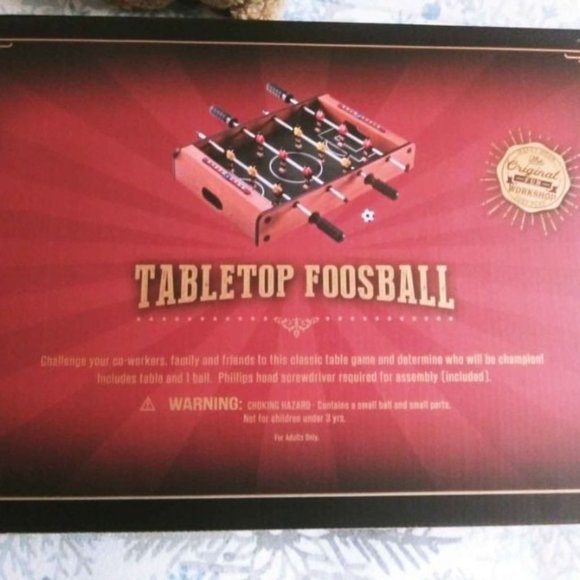 The
Original
FUN
WORKSHOP
TABLETOP FOOSBALL
Challenge your co-workers, family and friends to this classic table game and determine who will be champion!
Includes table and 1 ball. Phillips head screwdriver required for assembly (included).
WARNING: CHOKING HAZARD - Contains a small ball and small parts.
Not for children under 3 yrs.
For Adults Only.